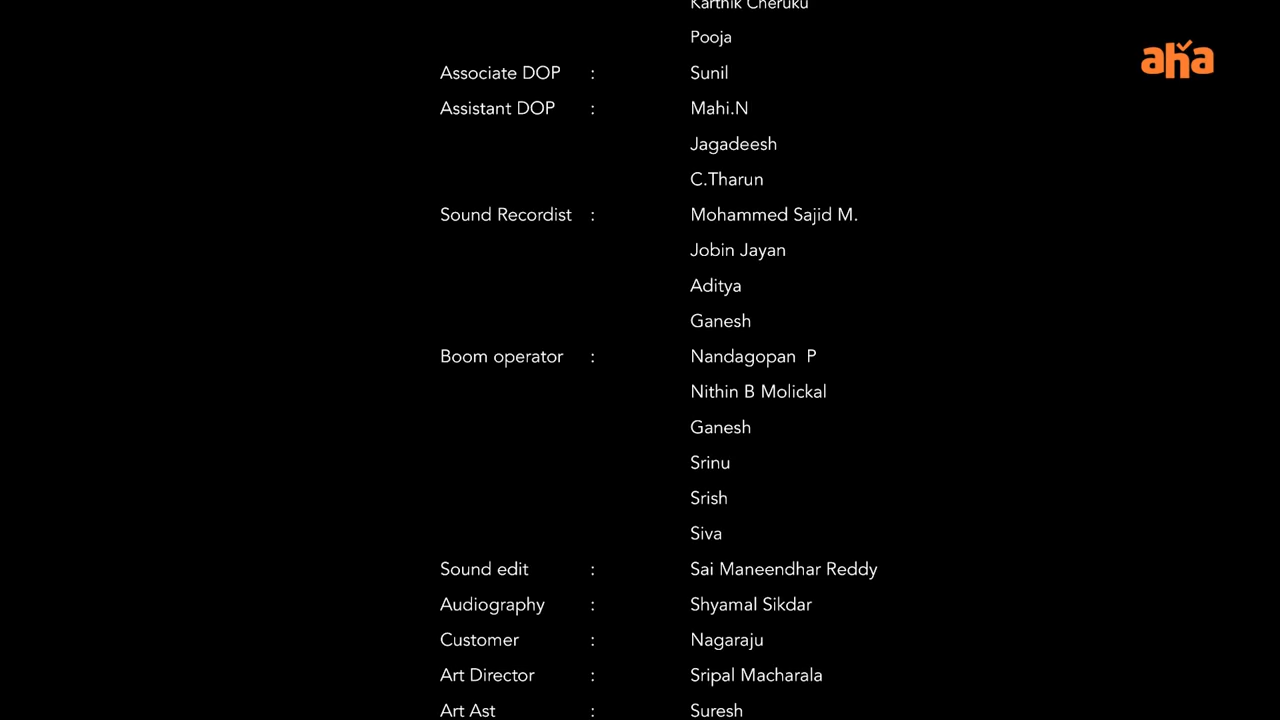 Karthik Cheruku
Pooja
aha
Associate DOP : Sunil
Assistant DOP : Mahi.N
Jagadeesh
C.Tharun
Sound Recordist : Mohammed Sajid M.
Jobin Jayan
Aditya
Ganesh
Boom operator : Nandagopan P
Nithin B Molickal
Ganesh
Srinu
Srish
Siva
Sound edit : Sai Maneendhar Reddy
Audiography : Shyamal Sikdar
Customer : Nagaraju
Art Director : Sripal Macharala
Art Ast : Suresh